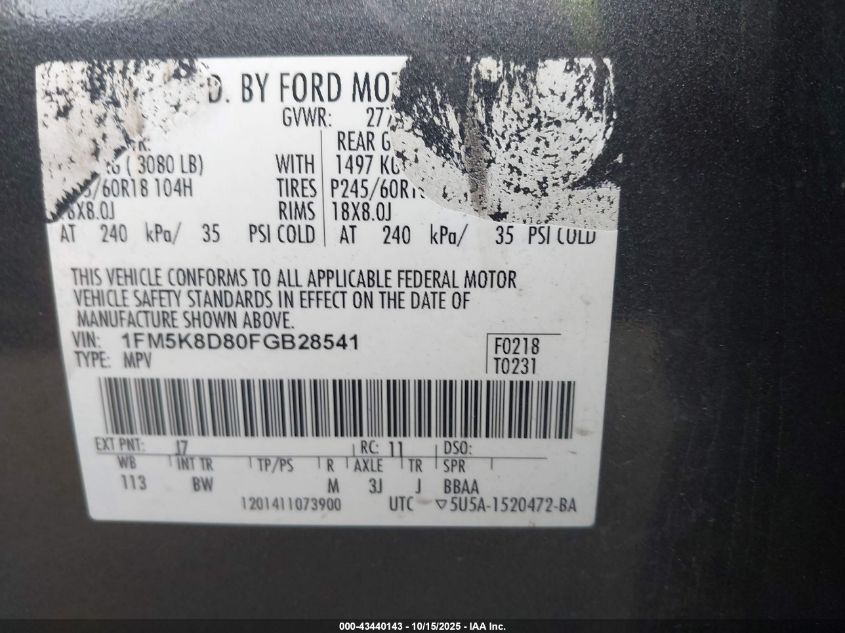 D. BY FORD MOT
GVWR: 27
R: REAR G
G ( 3080 LB) WITH 1497 KG
/60R18 104H TIRES P245/60R1
18X8.0J RIMS 18X8.0J
AT 240 kPa/ 35 PSI COLD AT 240 kPa/ 35 PSI COLD
THIS VEHICLE CONFORMS TO ALL APPLICABLE FEDERAL MOTOR
VEHICLE SAFETY STANDARDS IN EFFECT ON THE DATE OF
MANUFACTURE SHOWN ABOVE.
VIN: 1FM5K8D80FGB28541 F0218
TYPE: MPV T0231
EXT PNT: J7 RC: 11 DSO:
WB INT TR TP/PS R AXLE TR SPR
113 BW M 3J J BBAA
1201411073900 UTC ▽5U5A-1520472-BA
000-43440143 - 10/15/2025 - IAA Inc.